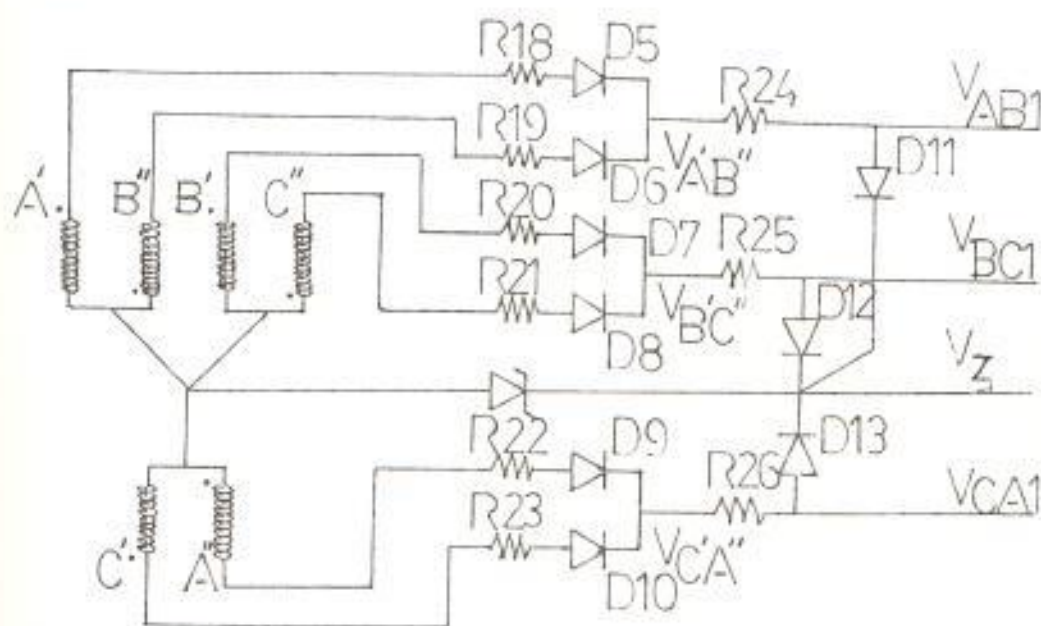 R18 D5
R24 V_AB1
R19
D6 V_A'B" D11
A' B" B' C"
R20 D7 R25 V_BC1
R21 V_B'C" D12
D8
V_Z
R22 D9 D13
R26
R23 V_CA1
C' A" D10 V_C'A"